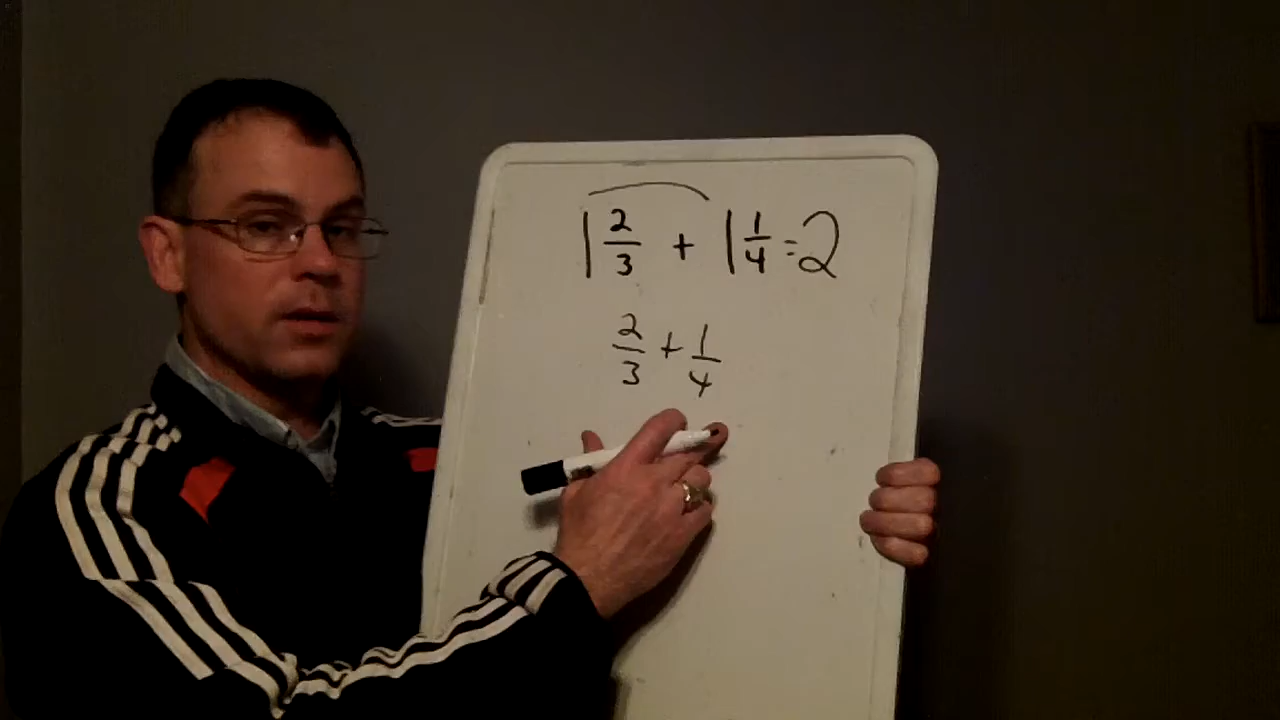 1 2/3 + 1 1/4 = 2
2/3 + 1/4